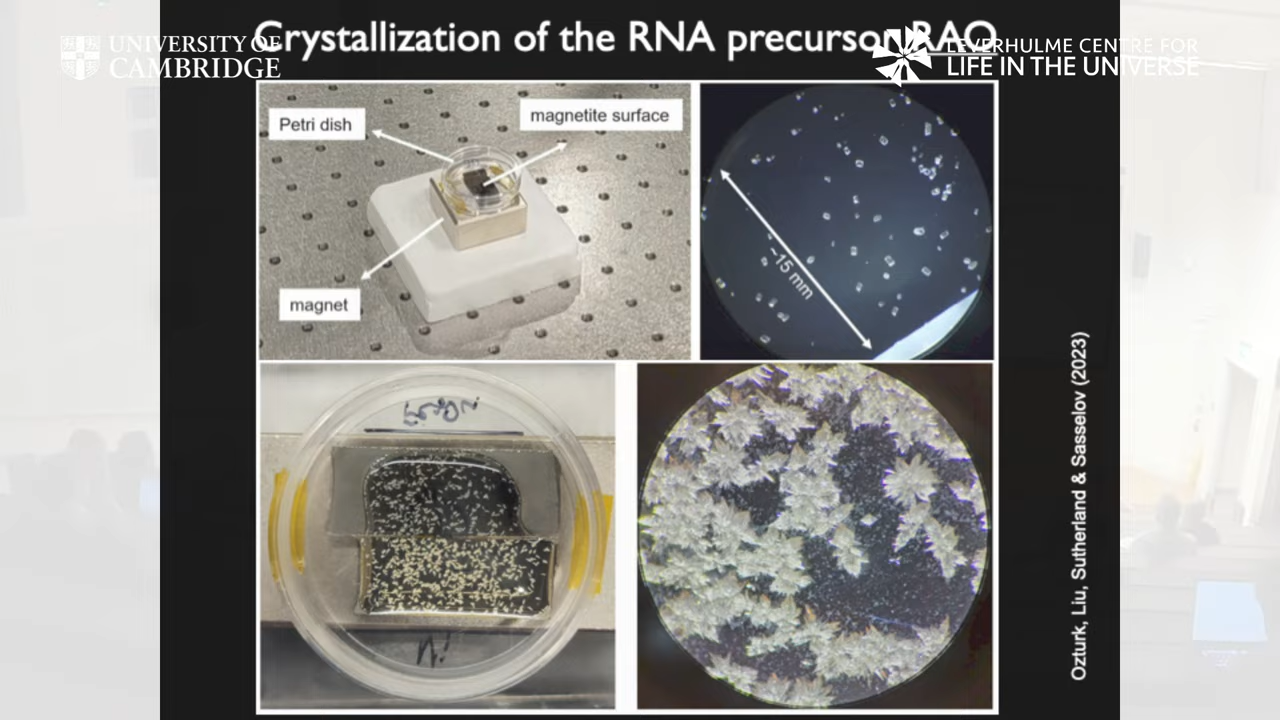 Crystallization of the RNA precursor RAO
UNIVERSITY OF
CAMBRIDGE
LEVERHULME CENTRE FOR
LIFE IN THE UNIVERSE
Petri dish
magnetite surface
magnet
~15 mm
Ozturk, Liu, Sutherland & Sasselov (2023)